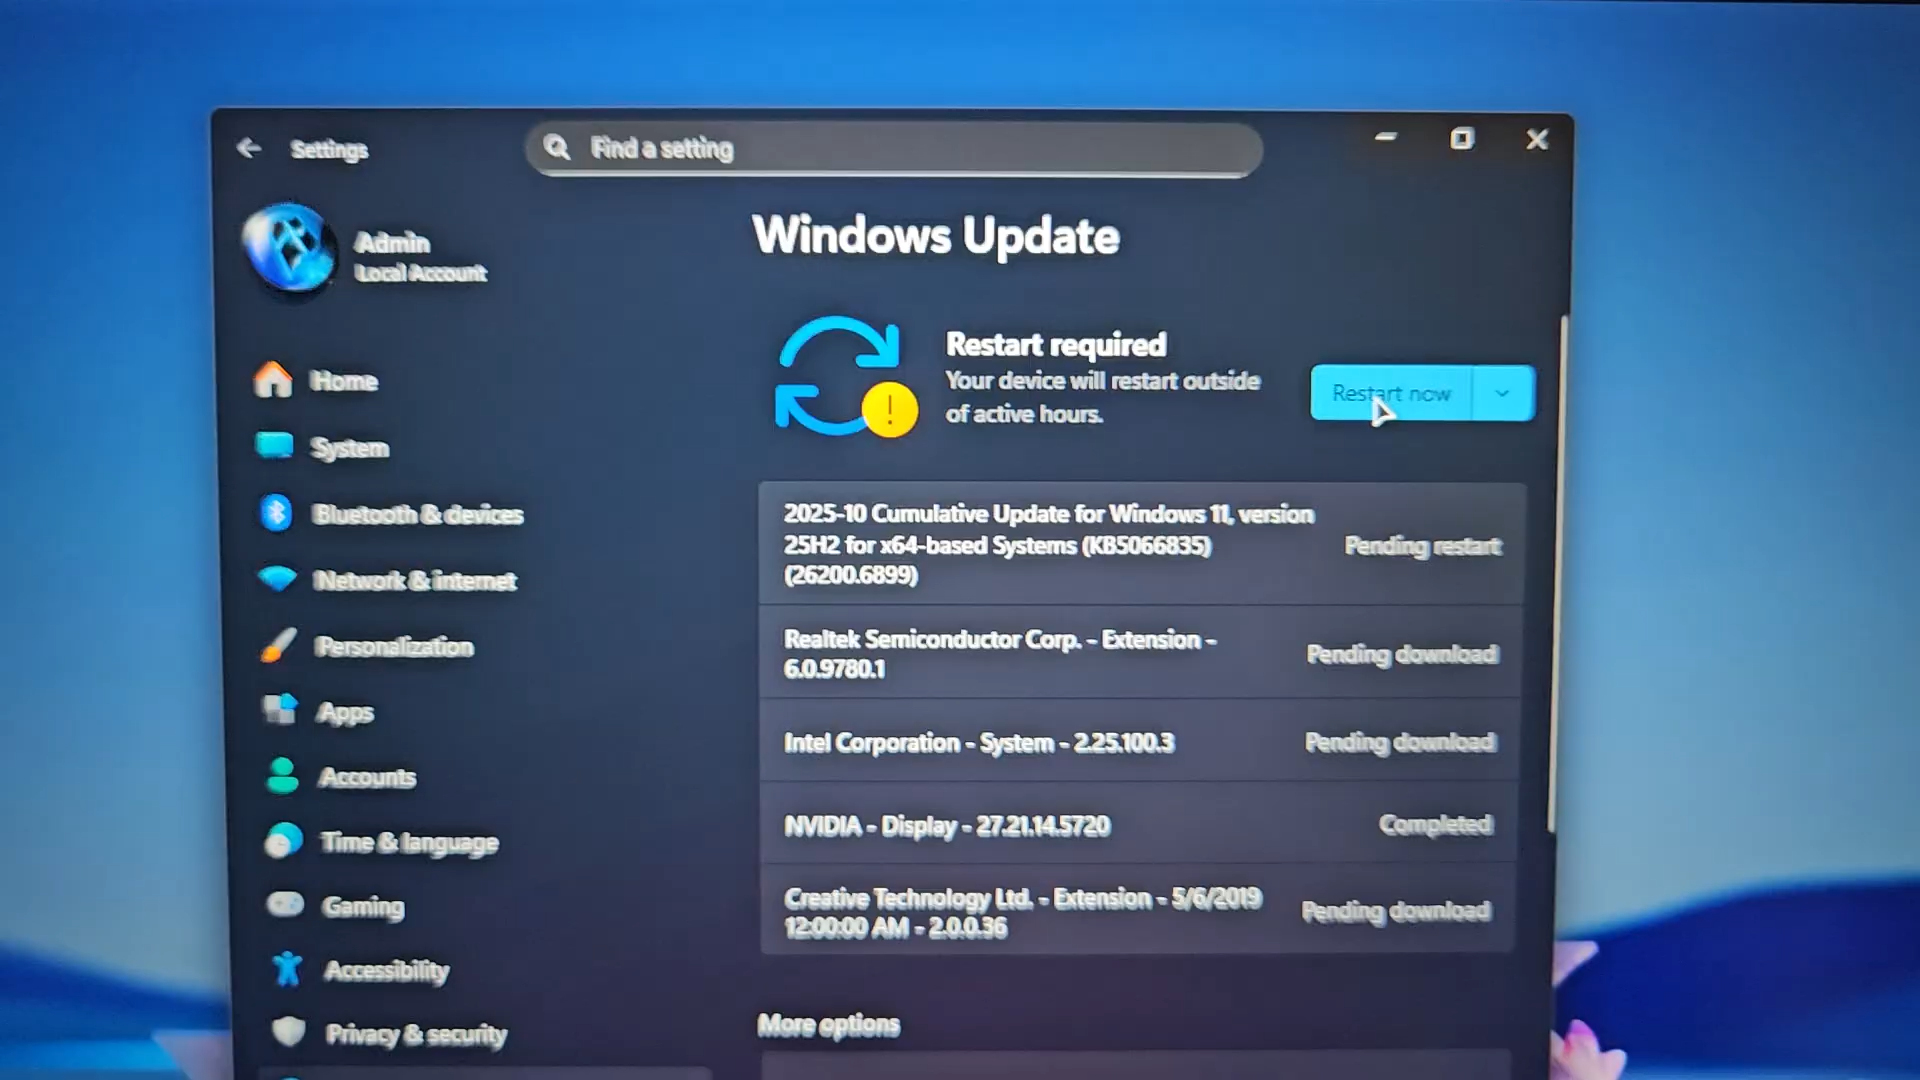 Settings
Find a setting
Admin
Local Account
Home
System
Bluetooth & devices
Network & internet
Personalization
Apps
Accounts
Time & language
Gaming
Accessibility
Privacy & security
Windows Update
Restart required
Your device will restart outside
of active hours.
Restart now
2025-10 Cumulative Update for Windows 11, version
25H2 for x64-based Systems (KB5066835)
(26200.6899)
Pending restart
Realtek Semiconductor Corp. - Extension -
6.0.9780.1
Pending download
Intel Corporation - System - 2.25.100.3
Pending download
NVIDIA - Display - 27.21.14.5720
Completed
Creative Technology Ltd. - Extension - 5/6/2019
12:00:00 AM - 2.0.0.36
Pending download
More options